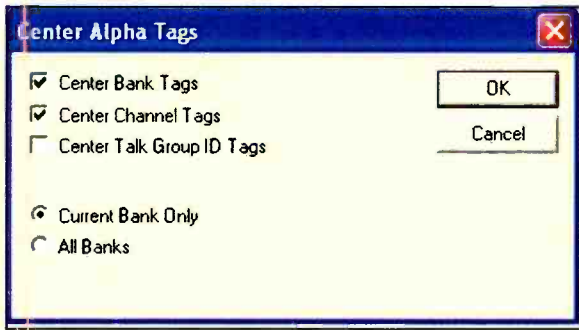 Center Alpha Tags
Center Bank Tags
OK
Center Channel Tags
Cancel
Center Talk Group ID Tags
Current Bank Only
All Banks